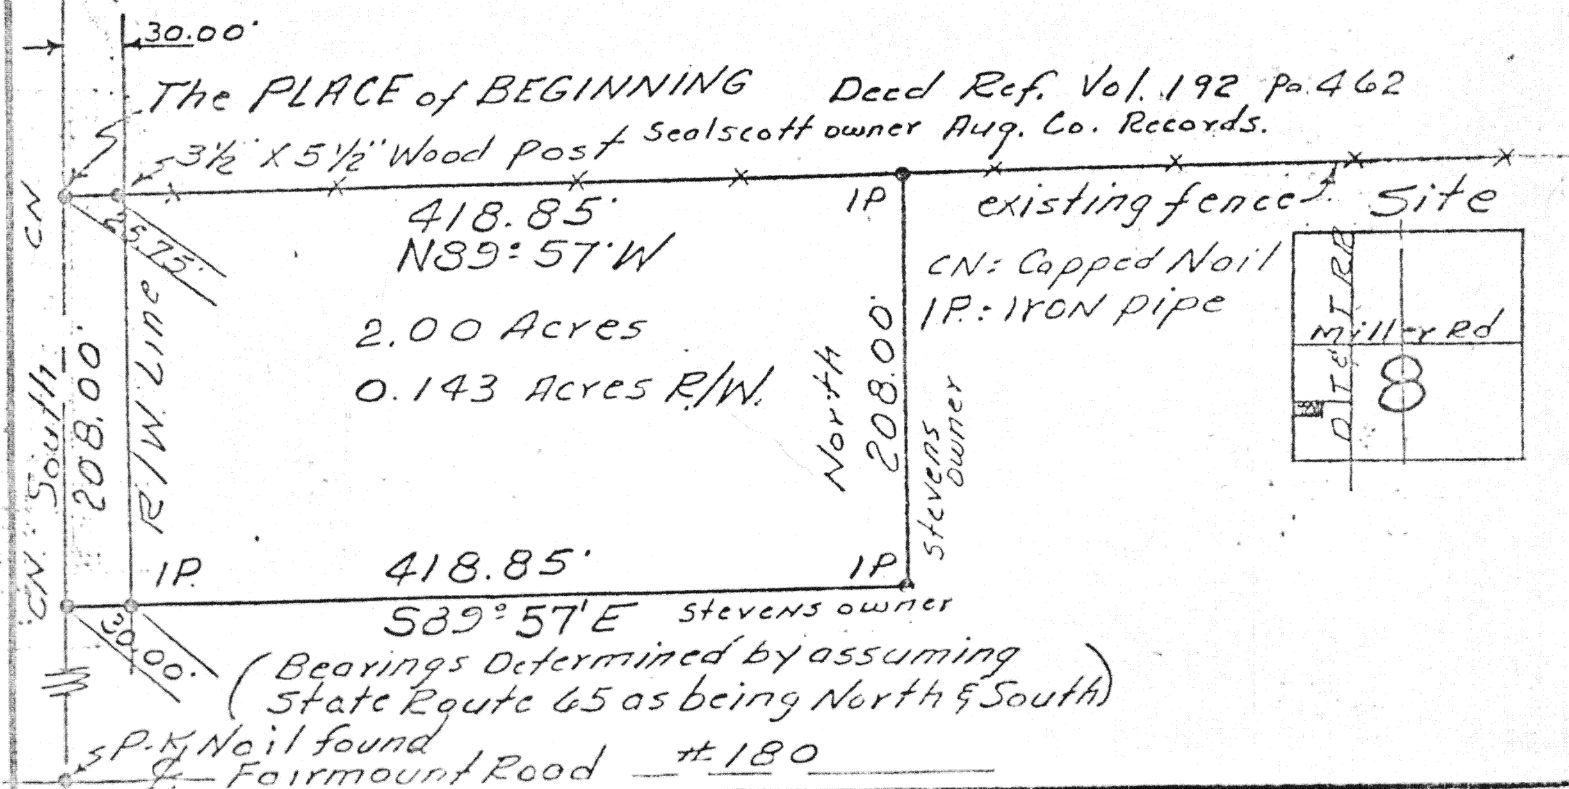 30.00'
The PLACE of BEGINNING Deed Ref. Vol. 192 Pg. 462
Sealscott owner Aug. Co. Records.
3½" X 5½" Wood Post
CN
25.75'
418.85'
N89°57'W
IP
existing fence
Site
CN: Capped Nail
IP.: Iron Pipe
2.00 Acres
0.143 Acres R/W.
South
208.00'
R/W. Line
North
208.00'
Stevens
owner
DT&I RR
Miller Rd
8
CN.
IP.
418.85'
IP
S89°57'E Stevens owner
30.00'
(Bearings Determined by assuming
State Route 65 as being North & South)
P.K. Nail found
℄ Fairmount Road #180